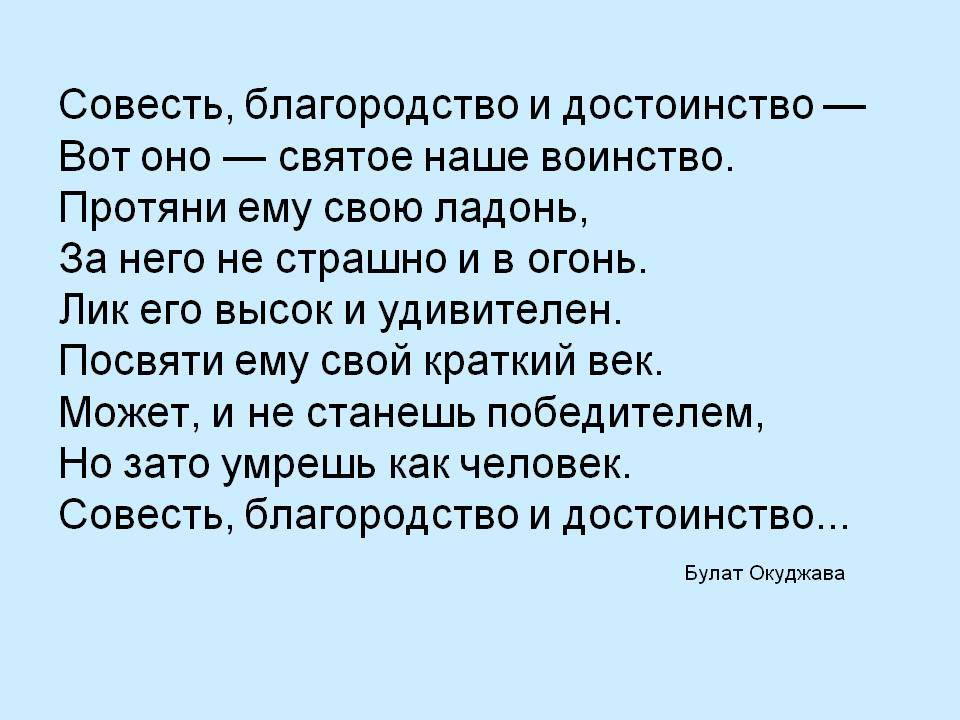 Совесть, благородство и достоинство —
Вот оно — святое наше воинство.
Протяни ему свою ладонь,
За него не страшно и в огонь.
Лик его высок и удивителен.
Посвяти ему свой краткий век.
Может, и не станешь победителем,
Но зато умрешь как человек.
Совесть, благородство и достоинство...
Булат Окуджава